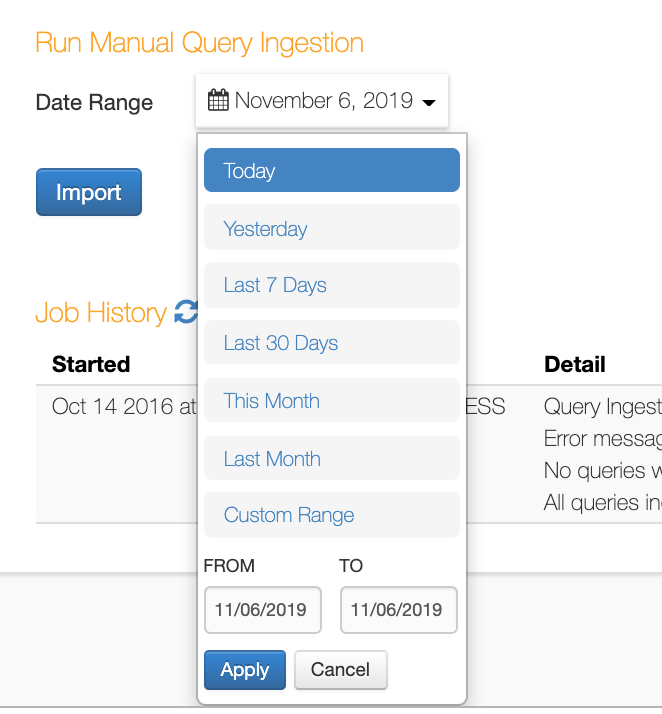 Run Manual Query Ingestion
Date Range
November 6, 2019
Today
Import
Yesterday
Last 7 Days
Job History
Last 30 Days
Started
Detail
This Month
Oct 14 2016 at
ESS
Query Ingest
Error messag
Last Month
No queries w
All queries in
Custom Range
FROM
TO
11/06/2019
11/06/2019
Apply
Cancel